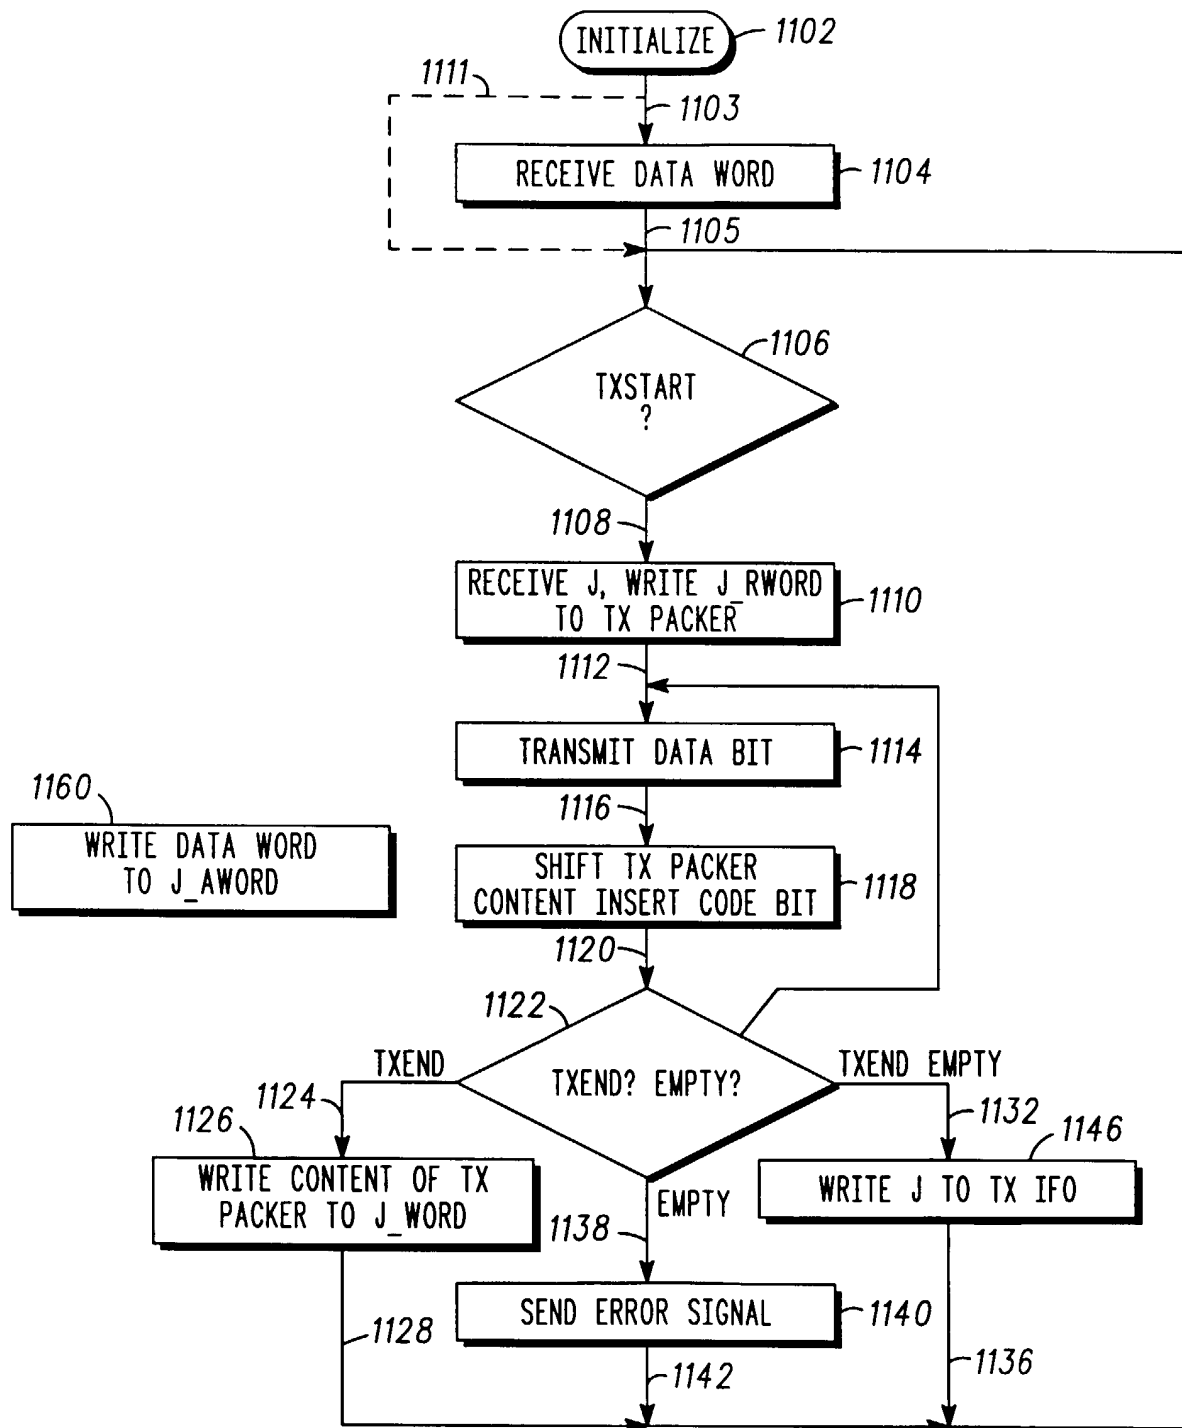 INITIALIZE
1102
1111
1103
RECEIVE DATA WORD
1104
1105
1106
TXSTART
?
1108
RECEIVE J, WRITE J_RWORD
TO TX PACKER
1110
1112
TRANSMIT DATA BIT
1114
1160
1116
WRITE DATA WORD
TO J_AWORD
SHIFT TX PACKER
CONTENT INSERT CODE BIT
1118
1120
1122
TXEND
TXEND? EMPTY?
TXEND EMPTY
1124
1132
1126
1146
WRITE CONTENT OF TX
PACKER TO J_WORD
EMPTY
WRITE J TO TX IFO
1138
SEND ERROR SIGNAL
1140
1128
1142
1136